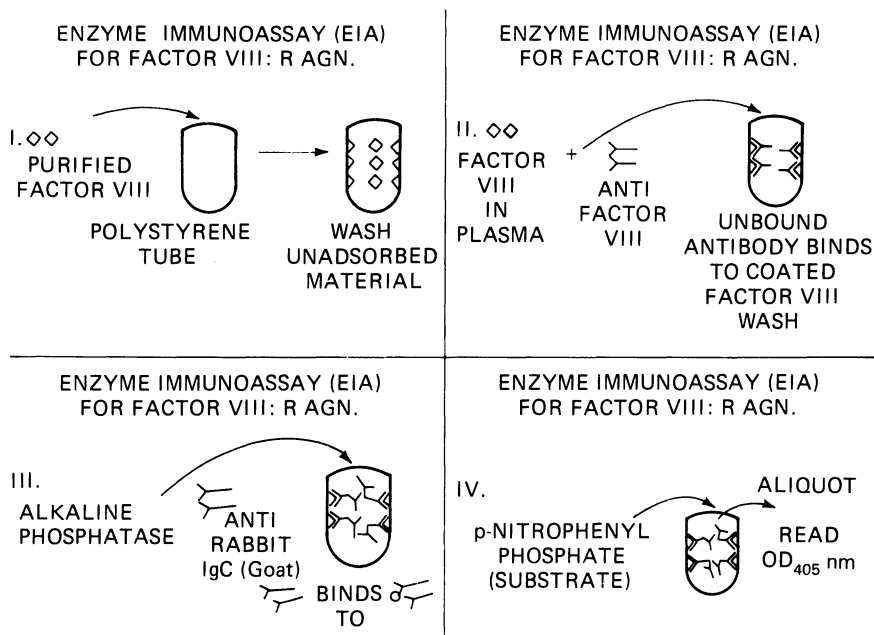 ENZYME IMMUNOASSAY (EIA)
FOR FACTOR VIII: R AGN.
I.
PURIFIED
FACTOR VIII
POLYSTYRENE
TUBE
WASH
UNADSORBED
MATERIAL
ENZYME IMMUNOASSAY (EIA)
FOR FACTOR VIII: R AGN.
II.
FACTOR
VIII
IN
PLASMA
+
ANTI
FACTOR
VIII
UNBOUND
ANTIBODY BINDS
TO COATED
FACTOR VIII
WASH
ENZYME IMMUNOASSAY (EIA)
FOR FACTOR VIII: R AGN.
III.
ALKALINE
PHOSPHATASE
ANTI
RABBIT
IgC (Goat)
BINDS
TO
ENZYME IMMUNOASSAY (EIA)
FOR FACTOR VIII: R AGN.
IV.
p-NITROPHENYL
PHOSPHATE
(SUBSTRATE)
ALIQUOT
READ
OD405 nm